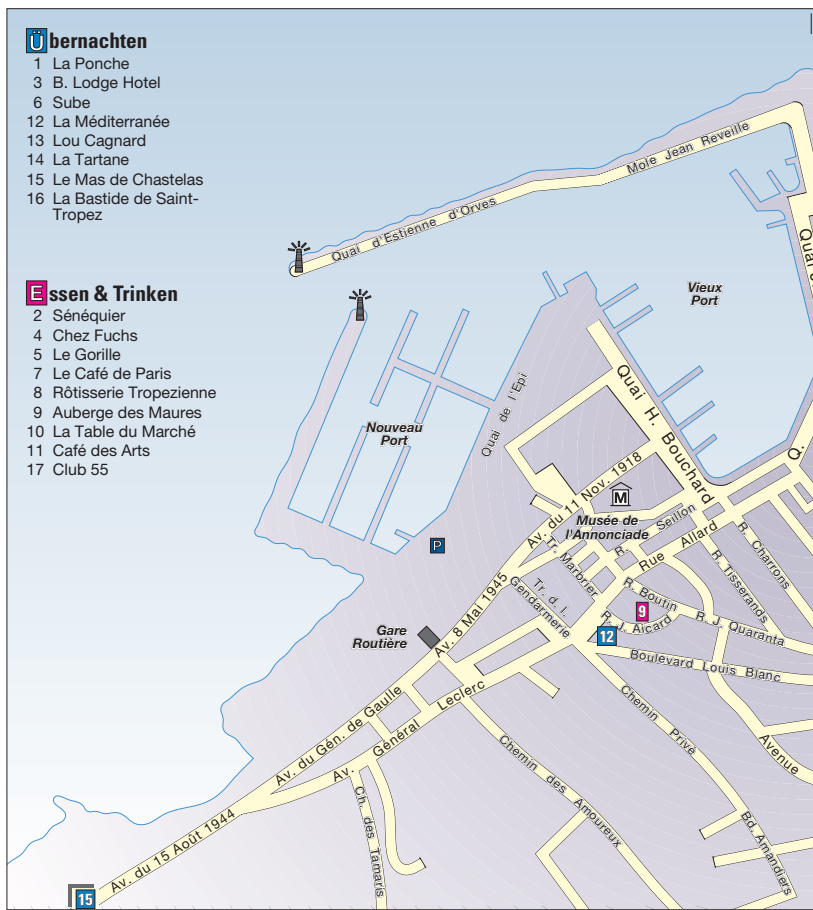 Übernachten
1 La Ponche
3 B. Lodge Hotel
6 Sube
12 La Méditerranée
13 Lou Cagnard
14 La Tartane
15 Le Mas de Chastelas
16 La Bastide de Saint-
Tropez
Essen & Trinken
2 Sénéquier
4 Chez Fuchs
5 Le Gorille
7 Le Café de Paris
8 Rôtisserie Tropezienne
9 Auberge des Maures
10 La Table du Marché
11 Café des Arts
17 Club 55
Mole Jean Reveille
Quai d'Estienne d'Orves
Quai
Vieux
Port
Nouveau
Port
Quai de l'Epi
Quai H. Bouchard
Q.
Av. du 11 Nov. 1918
M
Musée de
l'Annonciade
R. Seillon
Rue Allard
R. Charrons
R. Tisserands
Tr. Marbrier
Tr. d. l.
Gendarmerie
R. Boutin
R. J. Quaranta
R. J. Aicard
9
12
P
Av. 8 Mai 1945
Gare
Routière
Boulevard Louis Blanc
Chemin Privé
Avenue
Av. du Gén. de Gaulle
Av. Général Leclerc
Chemin des Amoureux
Bd. Amandiers
Ch. des Tamaris
Av. du 15 Août 1944
15